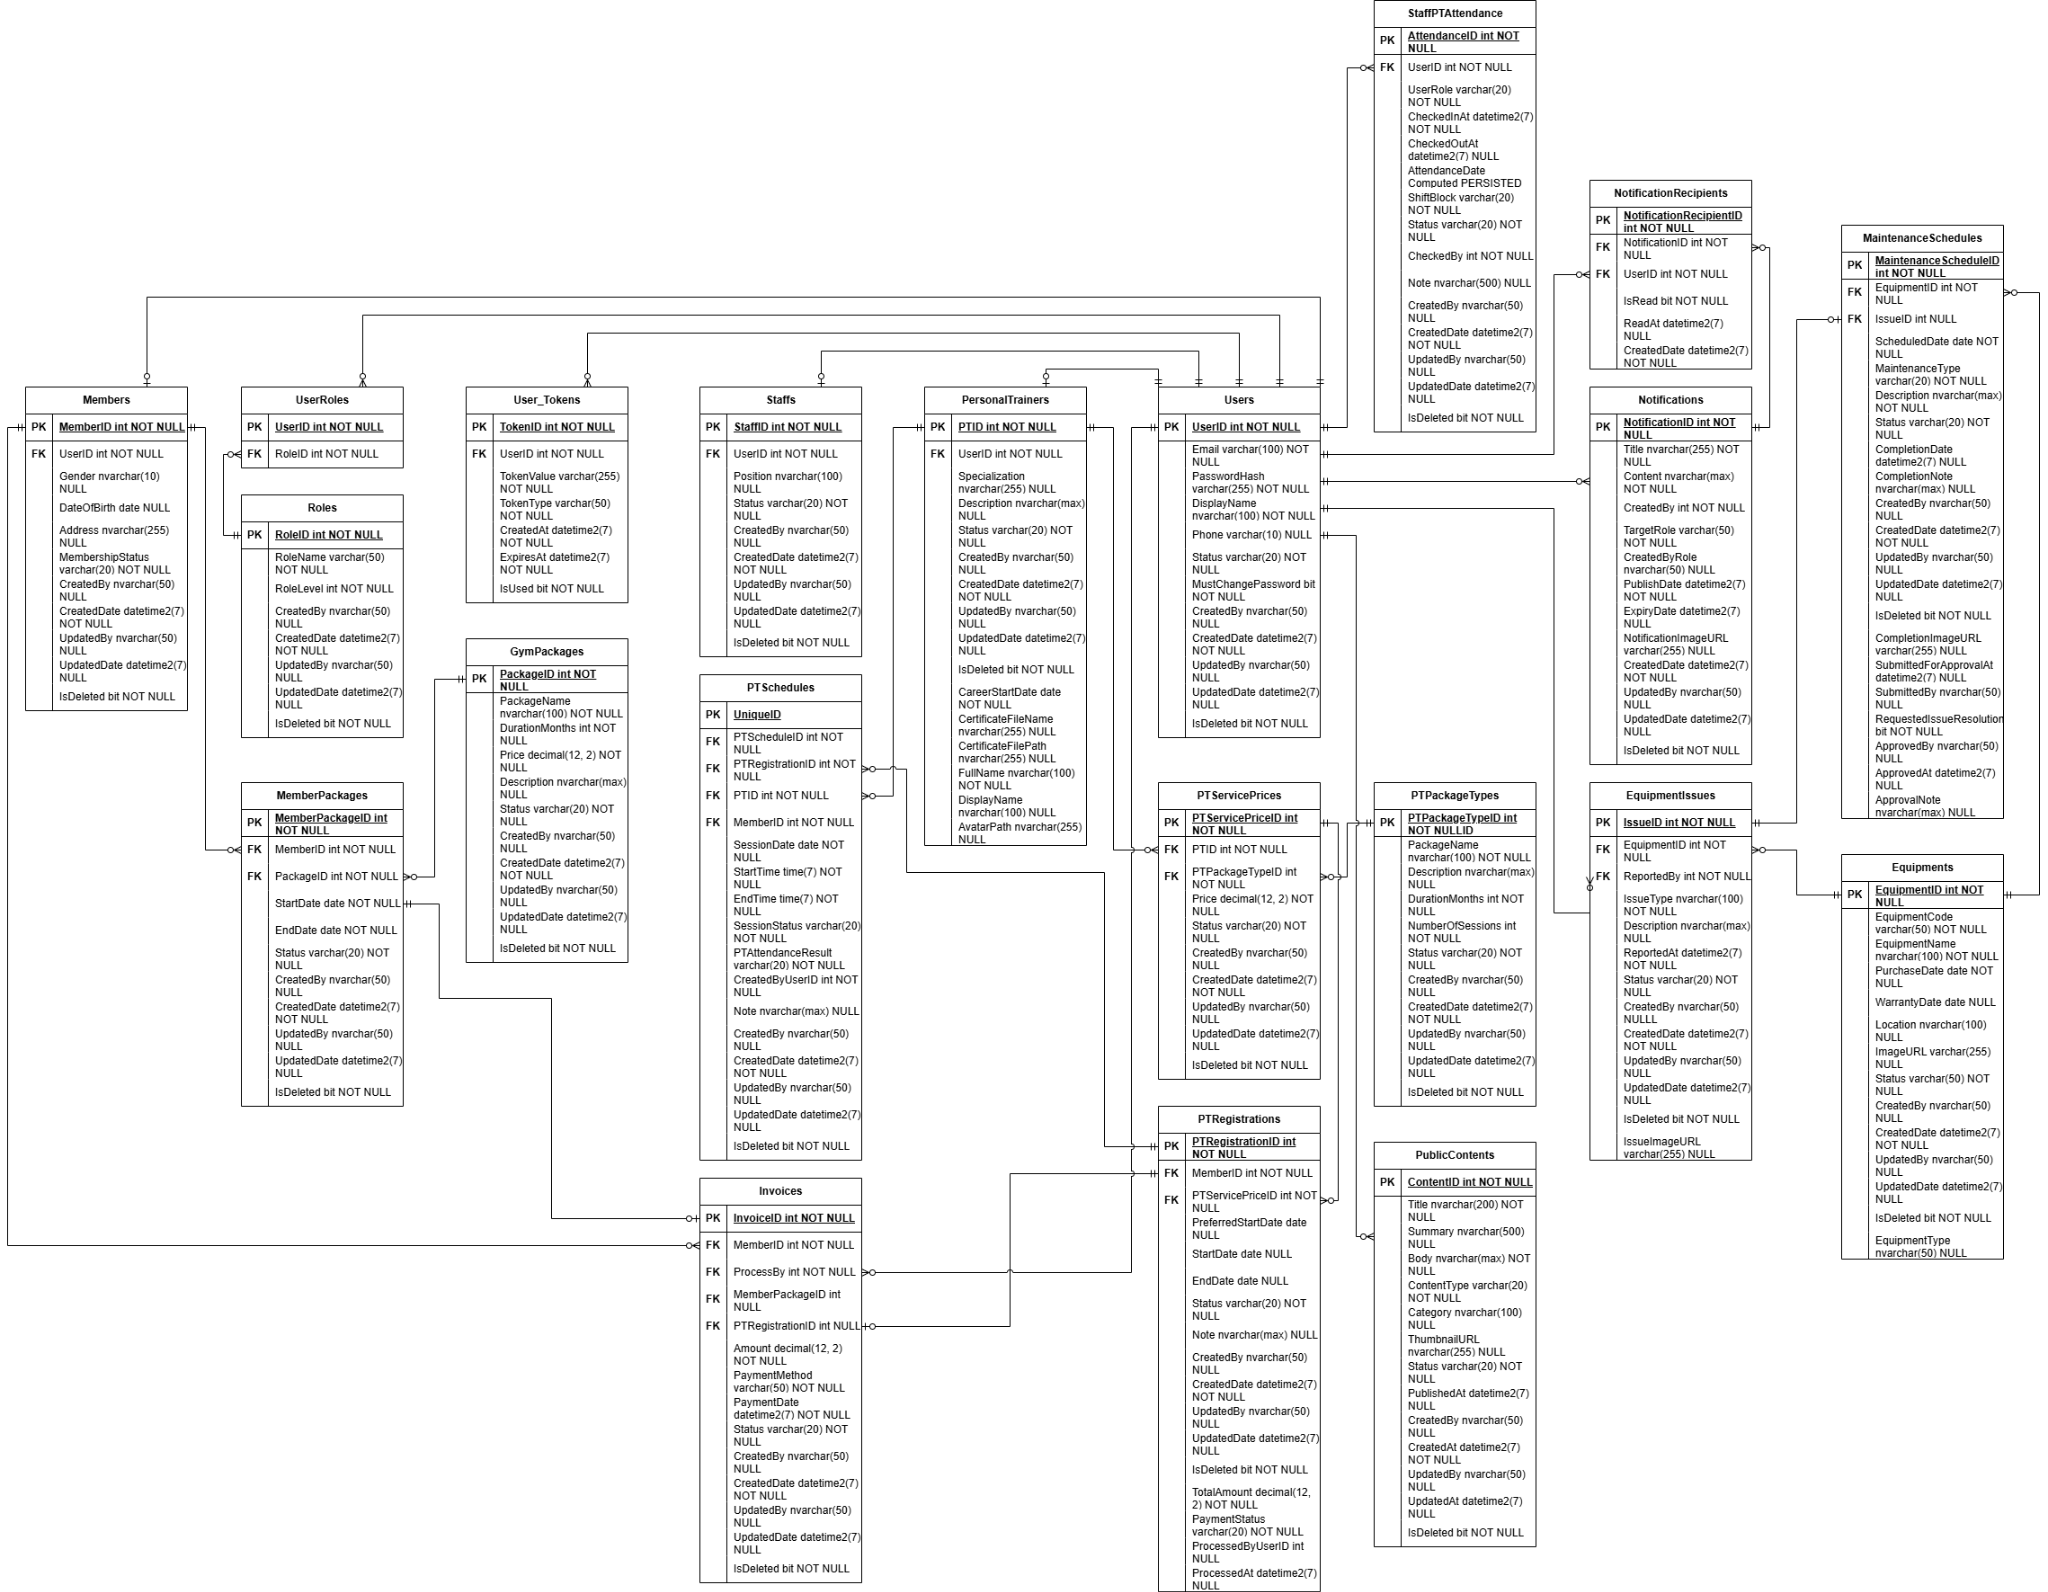 StaffPTAttendance
PK
AttendanceID int NOT
NULL
FK
UserID int NOT NULL
UserRole varchar(20)
NOT NULL
CheckedInAt datetime2(7)
NOT NULL
CheckedOutAt
datetime2(7) NULL
AttendanceDate
Computed PERSISTED
ShiftBlock varchar(20)
NOT NULL
Status varchar(20) NOT
NULL
CheckedBy int NOT NULL
Note nvarchar(500) NULL
CreatedBy nvarchar(50)
NULL
CreatedDate datetime2(7)
NOT NULL
UpdatedBy nvarchar(50)
NULL
UpdatedDate datetime2(7)
NULL
IsDeleted bit NOT NULL
NotificationRecipients
PK
NotificationRecipientID
int NOT NULL
FK
NotificationID int NOT
NULL
FK
UserID int NOT NULL
IsRead bit NOT NULL
ReadAt datetime2(7)
NULL
CreatedDate datetime2(7)
NOT NULL
MaintenanceSchedules
PK
MaintenanceScheduleID
int NOT NULL
FK
EquipmentID int NOT
NULL
FK
IssueID int NULL
ScheduledDate date NOT
NULL
MaintenanceType
varchar(20) NOT NULL
Description nvarchar(max)
NOT NULL
Status varchar(20) NOT
NULL
CompletionDate
datetime2(7) NULL
CompletionNote
nvarchar(max) NULL
CreatedBy nvarchar(50)
NULL
CreatedDate datetime2(7)
NOT NULL
UpdatedBy nvarchar(50)
NULL
UpdatedDate datetime2(7)
NULL
IsDeleted bit NOT NULL
CompletionImageURL
varchar(255) NULL
SubmittedForApprovalAt
datetime2(7) NULL
SubmittedBy nvarchar(50)
NULL
RequestedIssueResolution
bit NOT NULL
ApprovedBy nvarchar(50)
NULL
ApprovedAt datetime2(7)
NULL
ApprovalNote
nvarchar(max) NULL
Members
PK
MemberID int NOT NULL
FK
UserID int NOT NULL
Gender nvarchar(10)
NULL
DateOfBirth date NULL
Address nvarchar(255)
NULL
MembershipStatus
varchar(20) NOT NULL
CreatedBy nvarchar(50)
NULL
CreatedDate datetime2(7)
NOT NULL
UpdatedBy nvarchar(50)
NULL
UpdatedDate datetime2(7)
NULL
IsDeleted bit NOT NULL
UserRoles
PK
UserID int NOT NULL
FK
RoleID int NOT NULL
Roles
PK
RoleID int NOT NULL
RoleName varchar(50)
NOT NULL
RoleLevel int NOT NULL
CreatedBy nvarchar(50)
NULL
CreatedDate datetime2(7)
NOT NULL
UpdatedBy nvarchar(50)
NULL
UpdatedDate datetime2(7)
NULL
IsDeleted bit NOT NULL
User_Tokens
PK
TokenID int NOT NULL
FK
UserID int NOT NULL
TokenValue varchar(255)
NOT NULL
TokenType varchar(50)
NOT NULL
CreatedAt datetime2(7)
NOT NULL
ExpiresAt datetime2(7)
NOT NULL
IsUsed bit NOT NULL
Staffs
PK
StaffID int NOT NULL
FK
UserID int NOT NULL
Position nvarchar(100)
NULL
Status varchar(20) NOT
NULL
CreatedBy nvarchar(50)
NULL
CreatedDate datetime2(7)
NOT NULL
UpdatedBy nvarchar(50)
NULL
UpdatedDate datetime2(7)
NULL
IsDeleted bit NOT NULL
PersonalTrainers
PK
PTID int NOT NULL
FK
UserID int NOT NULL
Specialization
nvarchar(255) NULL
Description nvarchar(max)
NULL
Status varchar(20) NOT
NULL
CreatedBy nvarchar(50)
NULL
CreatedDate datetime2(7)
NOT NULL
UpdatedBy nvarchar(50)
NULL
UpdatedDate datetime2(7)
NULL
IsDeleted bit NOT NULL
CareerStartDate date
NOT NULL
CertificateFileName
nvarchar(255) NULL
CertificateFilePath
nvarchar(255) NULL
FullName nvarchar(100)
NOT NULL
DisplayName
nvarchar(100) NULL
AvatarPath nvarchar(255)
NULL
Users
PK
UserID int NOT NULL
Email varchar(100) NOT
NULL
PasswordHash
varchar(255) NOT NULL
DisplayName
nvarchar(100) NOT NULL
Phone varchar(10) NULL
Status varchar(20) NOT
NULL
MustChangePassword bit
NOT NULL
CreatedBy nvarchar(50)
NULL
CreatedDate datetime2(7)
NOT NULL
UpdatedBy nvarchar(50)
NULL
UpdatedDate datetime2(7)
NULL
IsDeleted bit NOT NULL
Notifications
PK
NotificationID int NOT
NULL
Title nvarchar(255) NOT
NULL
Content nvarchar(max)
NOT NULL
CreatedBy int NOT NULL
TargetRole varchar(50)
NOT NULL
CreatedByRole
nvarchar(50) NULL
PublishDate datetime2(7)
NOT NULL
ExpiryDate datetime2(7)
NULL
NotificationImageURL
varchar(255) NULL
CreatedDate datetime2(7)
NOT NULL
UpdatedBy nvarchar(50)
NULL
UpdatedDate datetime2(7)
NULL
IsDeleted bit NOT NULL
GymPackages
PK
PackageID int NOT
NULL
PackageName
nvarchar(100) NOT NULL
DurationMonths int NOT
NULL
Price decimal(12, 2) NOT
NULL
Description nvarchar(max)
NULL
Status varchar(20) NOT
NULL
CreatedBy nvarchar(50)
NULL
CreatedDate datetime2(7)
NOT NULL
UpdatedBy nvarchar(50)
NULL
UpdatedDate datetime2(7)
NULL
IsDeleted bit NOT NULL
PTSchedules
PK
UniqueID
FK
PTScheduleID int NOT
NULL
FK
PTRegistrationID int NOT
NULL
FK
PTID int NOT NULL
FK
MemberID int NOT NULL
SessionDate date NOT
NULL
StartTime time(7) NOT
NULL
EndTime time(7) NOT
NULL
SessionStatus varchar(20)
NOT NULL
PTAttendanceResult
varchar(20) NOT NULL
CreatedByUserID int NOT
NULL
Note nvarchar(max) NULL
CreatedBy nvarchar(50)
NULL
CreatedDate datetime2(7)
NOT NULL
UpdatedBy nvarchar(50)
NULL
UpdatedDate datetime2(7)
NULL
IsDeleted bit NOT NULL
MemberPackages
PK
MemberPackageID int
NOT NULL
FK
MemberID int NOT NULL
FK
PackageID int NOT NULL
StartDate date NOT NULL
EndDate date NOT NULL
Status varchar(20) NOT
NULL
CreatedBy nvarchar(50)
NULL
CreatedDate datetime2(7)
NOT NULL
UpdatedBy nvarchar(50)
NULL
UpdatedDate datetime2(7)
NULL
IsDeleted bit NOT NULL
PTServicePrices
PK
PTServicePriceID int
NOT NULL
FK
PTID int NOT NULL
FK
PTPackageTypeID int
NOT NULL
Price decimal(12, 2) NOT
NULL
Status varchar(20) NOT
NULL
CreatedBy nvarchar(50)
NULL
CreatedDate datetime2(7)
NOT NULL
UpdatedBy nvarchar(50)
NULL
UpdatedDate datetime2(7)
NULL
IsDeleted bit NOT NULL
PTPackageTypes
PK
PTPackageTypeID int
NOT NULLID
PackageName
nvarchar(100) NOT NULL
Description nvarchar(max)
NULL
DurationMonths int NOT
NULL
NumberOfSessions int
NOT NULL
Status varchar(20) NOT
NULL
CreatedBy nvarchar(50)
NULL
CreatedDate datetime2(7)
NOT NULL
UpdatedBy nvarchar(50)
NULL
UpdatedDate datetime2(7)
NULL
IsDeleted bit NOT NULL
EquipmentIssues
PK
IssueID int NOT NULL
FK
EquipmentID int NOT
NULL
FK
ReportedBy int NOT NULL
IssueType nvarchar(100)
NOT NULL
Description nvarchar(max)
NULL
ReportedAt datetime2(7)
NOT NULL
Status varchar(20) NOT
NULL
CreatedBy nvarchar(50)
NULLL
CreatedDate datetime2(7)
NOT NULL
UpdatedBy nvarchar(50)
NULL
UpdatedDate datetime2(7)
NULL
IsDeleted bit NOT NULL
IssueImageURL
varchar(255) NULL
Equipments
PK
EquipmentID int NOT
NULL
EquipmentCode
varchar(50) NOT NULL
EquipmentName
nvarchar(100) NOT NULL
PurchaseDate date NOT
NULL
WarrantyDate date NULL
Location nvarchar(100)
NULL
ImageURL varchar(255)
NULL
Status varchar(50) NOT
NULL
CreatedBy nvarchar(50)
NULL
CreatedDate datetime2(7)
NOT NULL
UpdatedBy nvarchar(50)
NULL
UpdatedDate datetime2(7)
NULL
IsDeleted bit NOT NULL
EquipmentType
nvarchar(50) NULL
PTRegistrations
PK
PTRegistrationID int
NOT NULL
FK
MemberID int NOT NULL
FK
PTServicePriceID int NOT
NULL
PreferredStartDate date
NULL
StartDate date NULL
EndDate date NULL
Status varchar(20) NOT
NULL
Note nvarchar(max) NULL
CreatedBy nvarchar(50)
NULL
CreatedDate datetime2(7)
NOT NULL
UpdatedBy nvarchar(50)
NULL
UpdatedDate datetime2(7)
NULL
IsDeleted bit NOT NULL
TotalAmount decimal(12,
2) NOT NULL
PaymentStatus
varchar(20) NOT NULL
ProcessedByUserID int
NULL
ProcessedAt datetime2(7)
NULL
PublicContents
PK
ContentID int NOT NULL
Title nvarchar(200) NOT
NULL
Summary nvarchar(500)
NULL
Body nvarchar(max) NOT
NULL
ContentType varchar(20)
NOT NULL
Category nvarchar(100)
NULL
ThumbnailURL
nvarchar(255) NULL
Status varchar(20) NOT
NULL
PublishedAt datetime2(7)
NULL
CreatedBy nvarchar(50)
NULL
CreatedAt datetime2(7)
NOT NULL
UpdatedBy nvarchar(50)
NULL
UpdatedAt datetime2(7)
NULL
IsDeleted bit NOT NULL
Invoices
PK
InvoiceID int NOT NULL
FK
MemberID int NOT NULL
FK
ProcessBy int NOT NULL
FK
MemberPackageID int
NULL
FK
PTRegistrationID int NULL
Amount decimal(12, 2)
NOT NULL
PaymentMethod
varchar(50) NOT NULL
PaymentDate
datetime2(7) NOT NULL
Status varchar(20) NOT
NULL
CreatedBy nvarchar(50)
NULL
CreatedDate datetime2(7)
NOT NULL
UpdatedBy nvarchar(50)
NULL
UpdatedDate datetime2(7)
NULL
IsDeleted bit NOT NULL